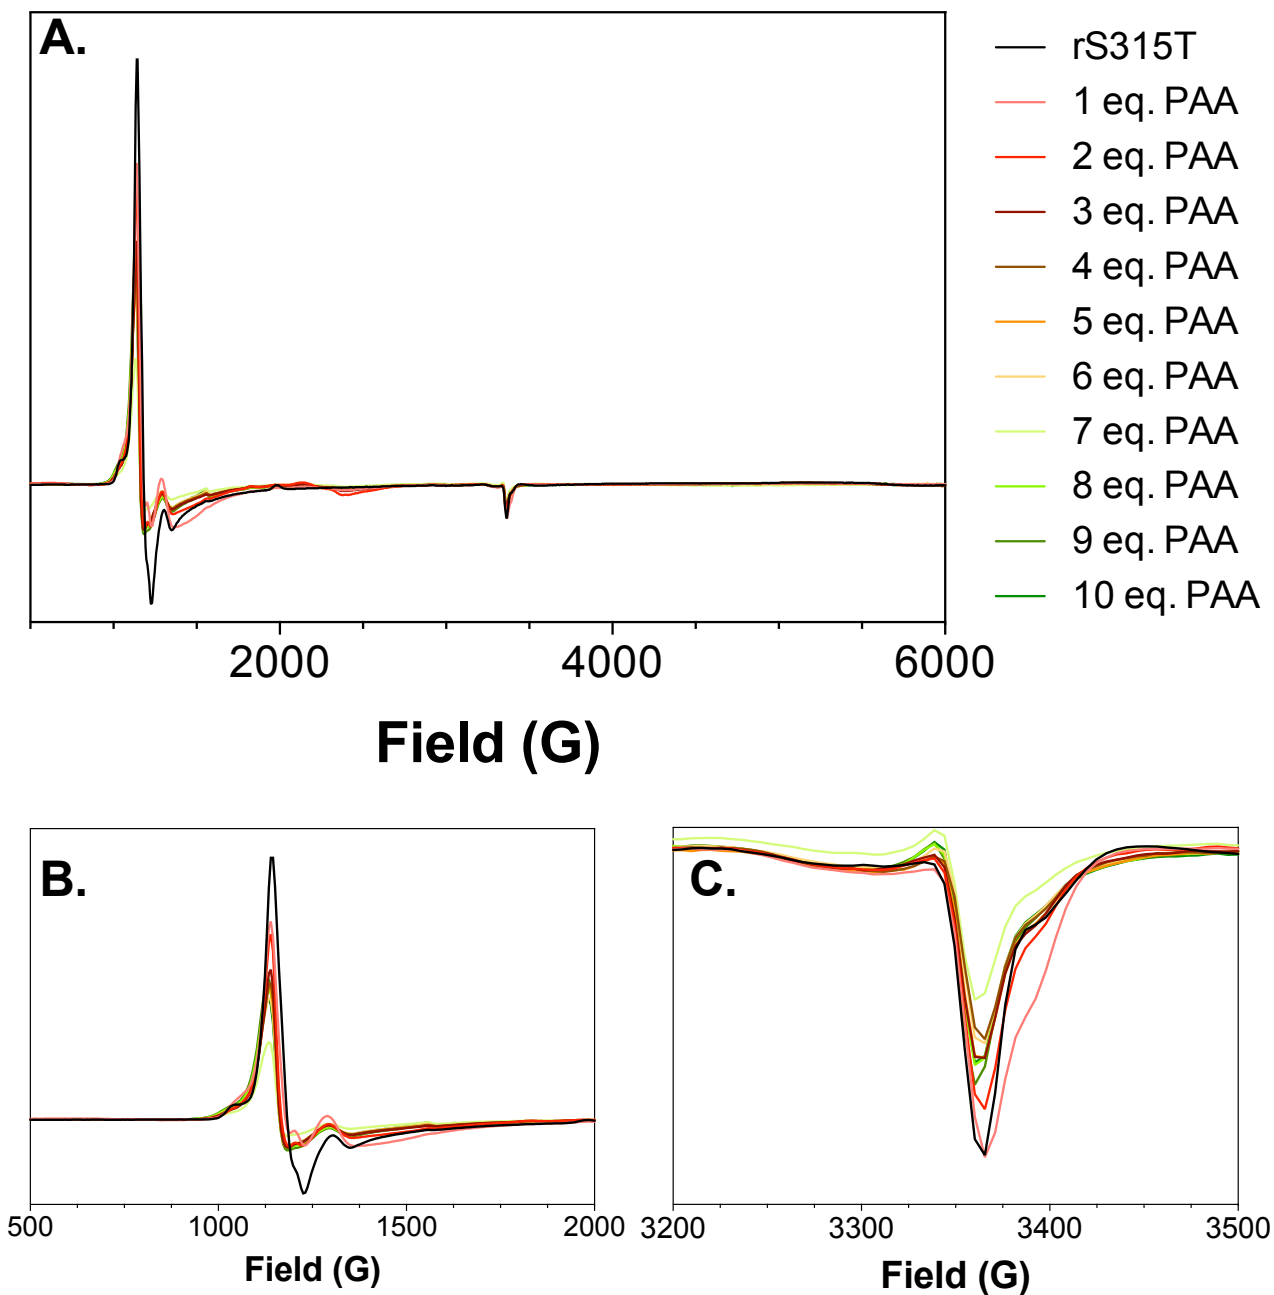 A.
rS315T
1 eq. PAA
2 eq. PAA
3 eq. PAA
4 eq. PAA
5 eq. PAA
6 eq. PAA
7 eq. PAA
8 eq. PAA
9 eq. PAA
10 eq. PAA
2000 4000 6000
Field (G)
B.
500 1000 1500 2000
Field (G)
C.
3200 3300 3400 3500
Field (G)